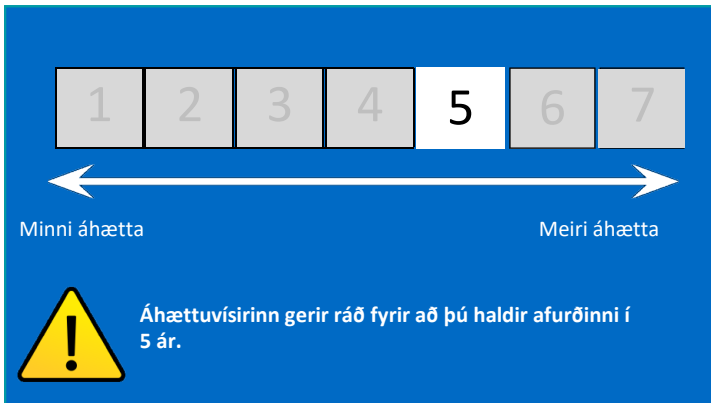 1 2 3 4 5 6 7
Minni áhætta Meiri áhætta
Áhættuvísirinn gerir ráð fyrir að þú haldir afurðinni í
5 ár.